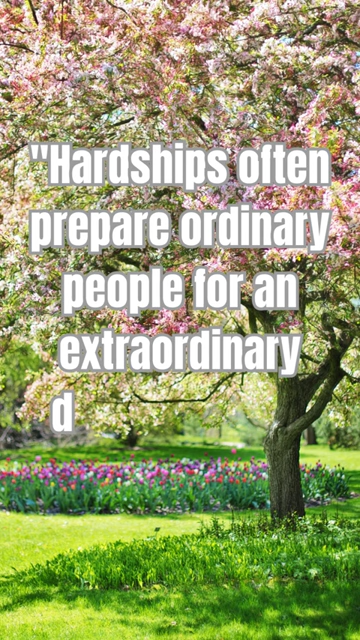 "Hardships often
prepare ordinary
people for an
extraordinary
d